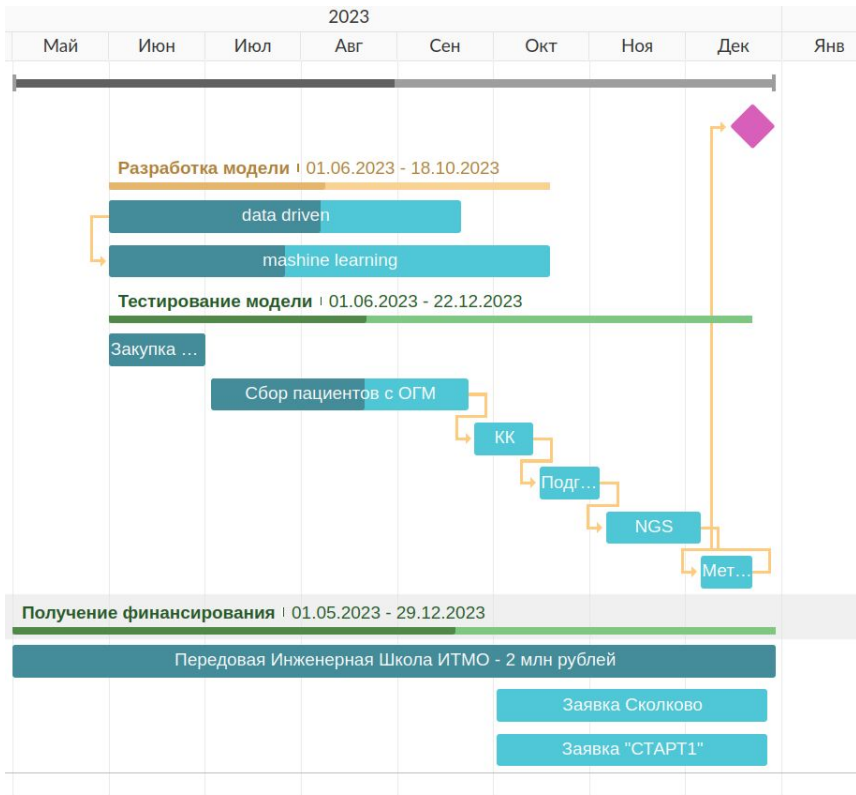 2023
Май Июн Июл Авг Сен Окт Ноя Дек Янв
Разработка модели 01.06.2023 - 18.10.2023
data driven
mashine learning
Тестирование модели 01.06.2023 - 22.12.2023
Закупка ...
Сбор пациентов с ОГМ
КК
Подг...
NGS
Мет...
Получение финансирования 01.05.2023 - 29.12.2023
Передовая Инженерная Школа ИТМО - 2 млн рублей
Заявка Сколково
Заявка "СТАРТ1"